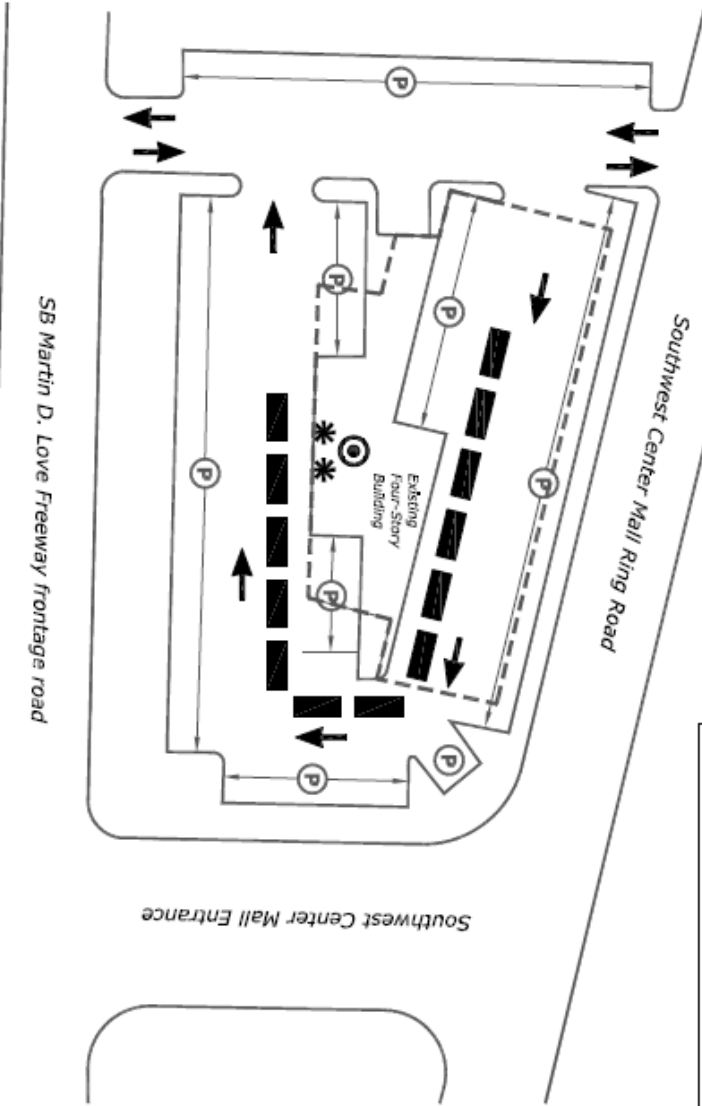 P
P
P
P
P
P
P
P
P
SB Martin D. Love Freeway frontage road
Southwest Center Mall Ring Road
Existing
Four-Story
Building
Southwest Center Mall Entrance